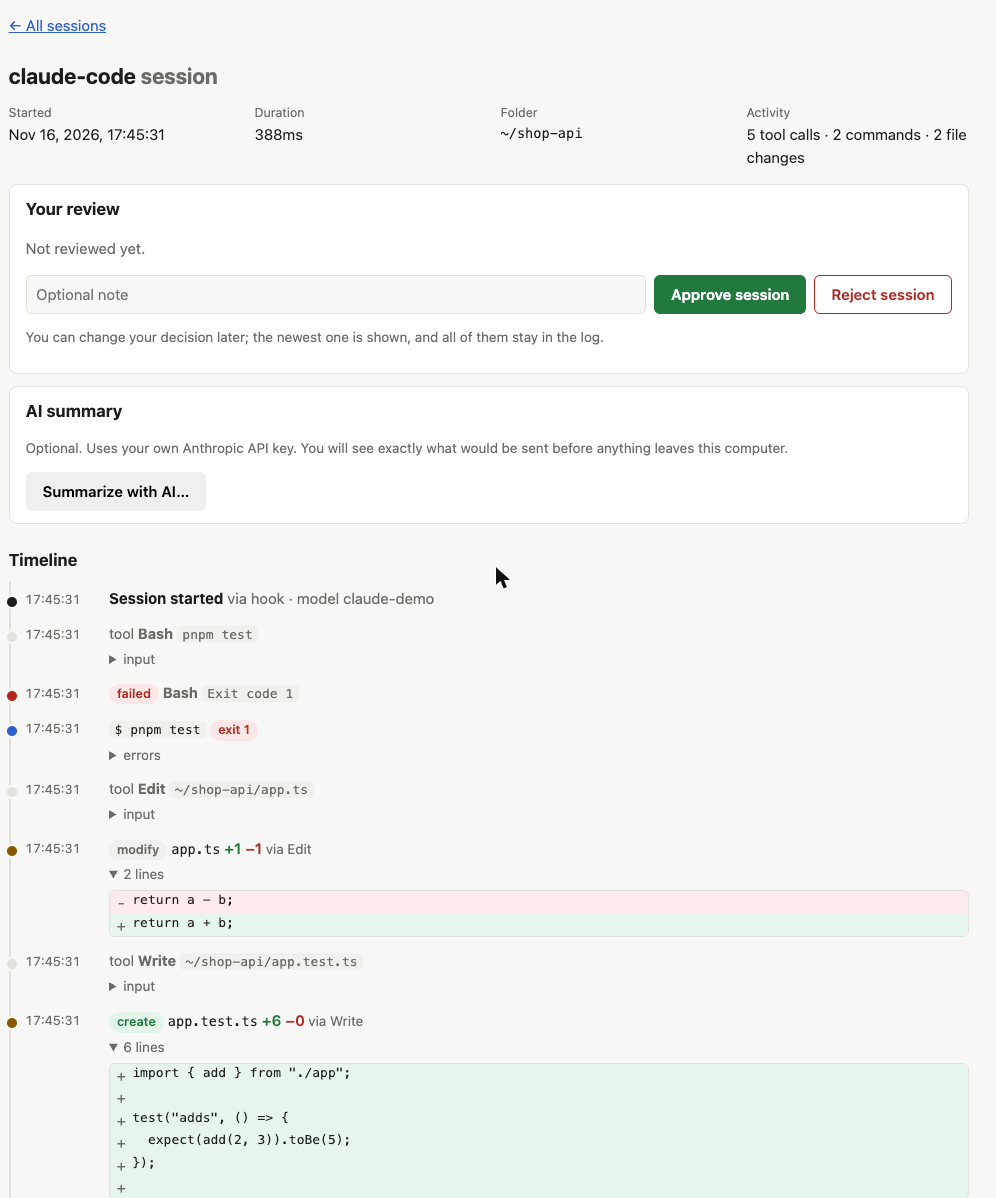 ← All sessions
claude-code session
Started
Nov 16, 2026, 17:45:31
Duration
388ms
Folder
~/shop-api
Activity
5 tool calls · 2 commands · 2 file
changes
Your review
Not reviewed yet.
Optional note
Approve session
Reject session
You can change your decision later; the newest one is shown, and all of them stay in the log.
AI summary
Optional. Uses your own Anthropic API key. You will see exactly what would be sent before anything leaves this computer.
Summarize with AI...
Timeline
17:45:31 Session started via hook · model claude-demo
17:45:31 tool Bash pnpm test
▶ input
17:45:31 failed Bash Exit code 1
17:45:31 $ pnpm test exit 1
▶ errors
17:45:31 tool Edit ~/shop-api/app.ts
▶ input
17:45:31 modify app.ts +1 −1 via Edit
▼ 2 lines
- return a - b;
+ return a + b;
17:45:31 tool Write ~/shop-api/app.test.ts
▶ input
17:45:31 create app.test.ts +6 −0 via Write
▼ 6 lines
+ import { add } from "./app";
+
+ test("adds", () => {
+   expect(add(2, 3)).toBe(5);
+ });
+